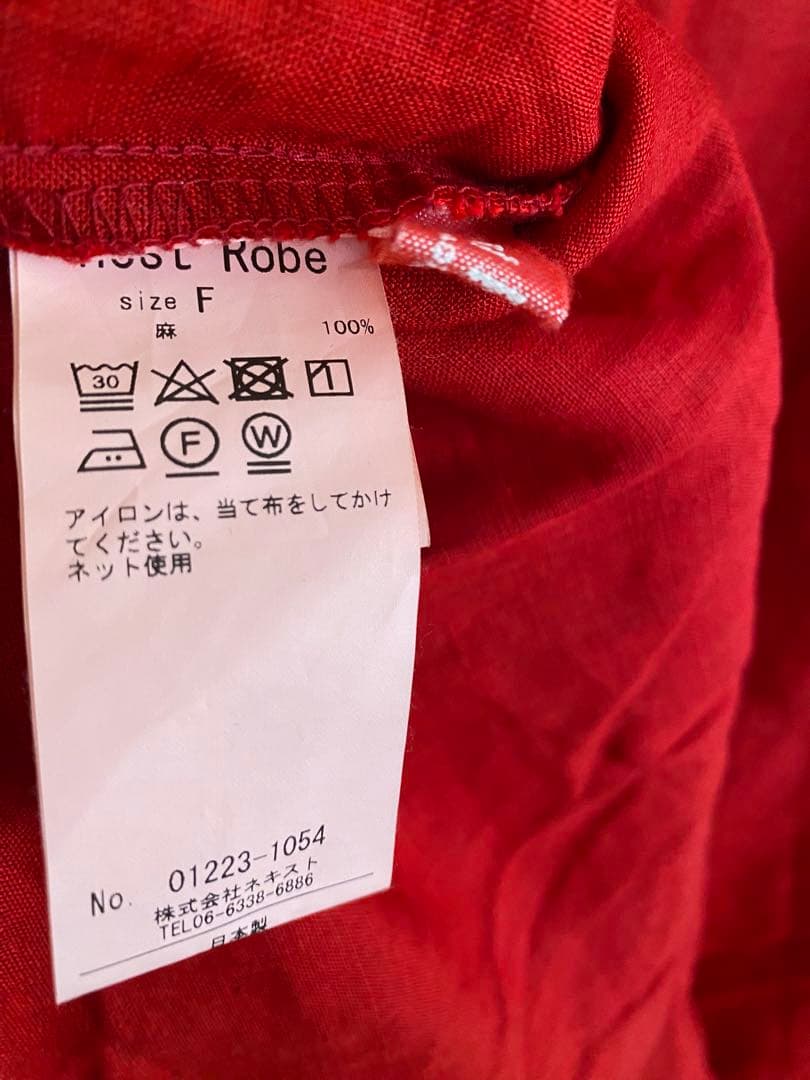 Robe
size F
麻 100%
30
F W
アイロンは、当て布をしてかけ
てください。
ネット使用
No. 01223-1054
株式会社ネキスト
TEL06-6338-6886
日本製